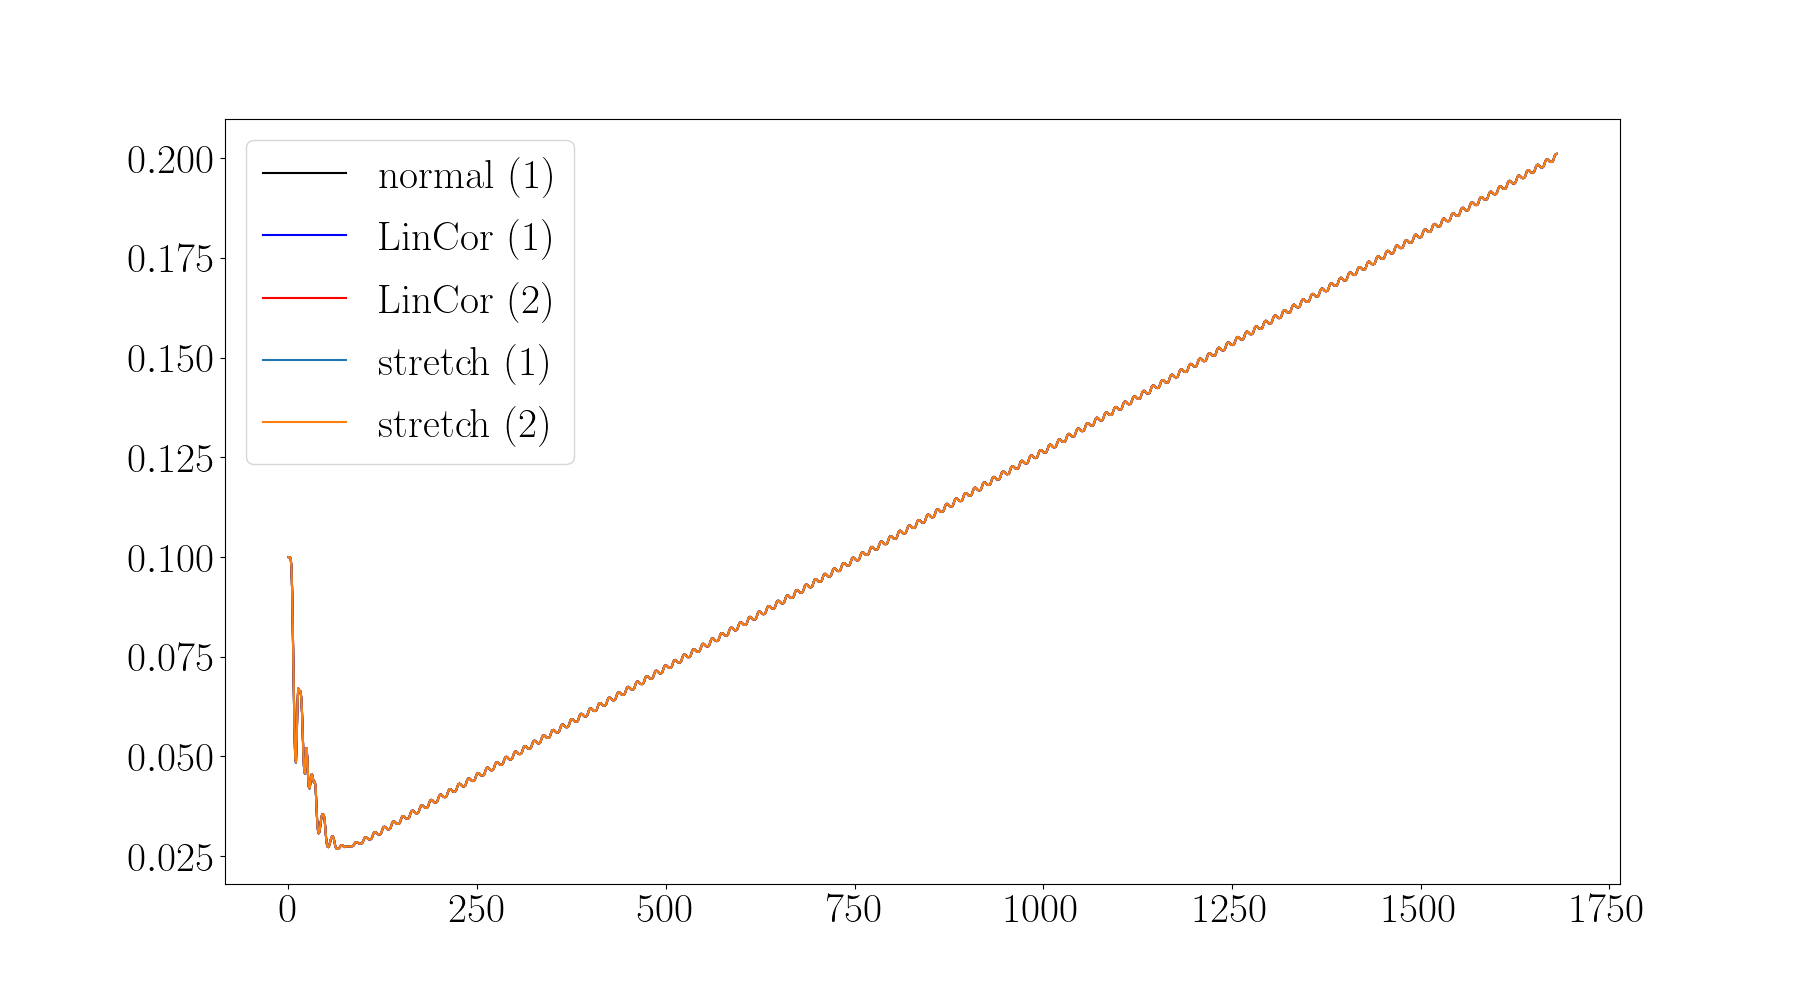 0.200
0.175
0.150
0.125
0.100
0.075
0.050
0.025
normal (1)
LinCor (1)
LinCor (2)
stretch (1)
stretch (2)
0 250 500 750 1000 1250 1500 1750